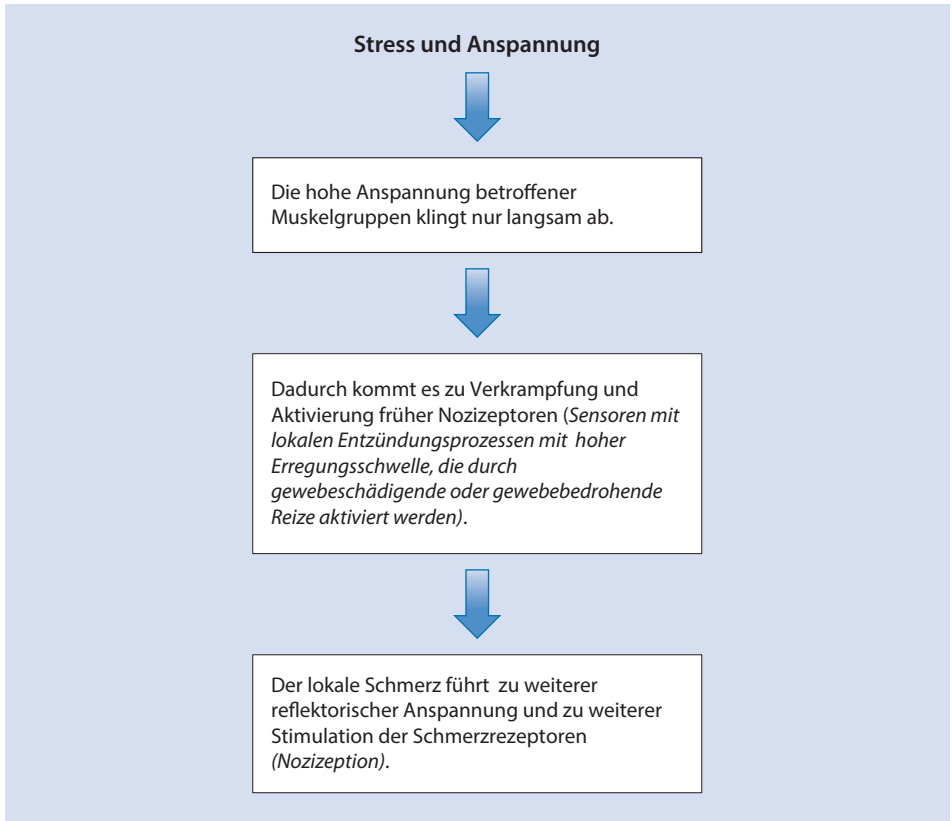 Stress und Anspannung
Die hohe Anspannung betroffener
Muskelgruppen klingt nur langsam ab.
Dadurch kommt es zu Verkrampfung und
Aktivierung früher Nozizeptoren (Sensoren mit
lokalen Entzündungsprozessen mit hoher
Erregungsschwelle, die durch
gewebeschädigende oder gewebebedrohende
Reize aktiviert werden).
Der lokale Schmerz führt zu weiterer
reflektorischer Anspannung und zu weiterer
Stimulation der Schmerzrezeptoren
(Nozizeption).